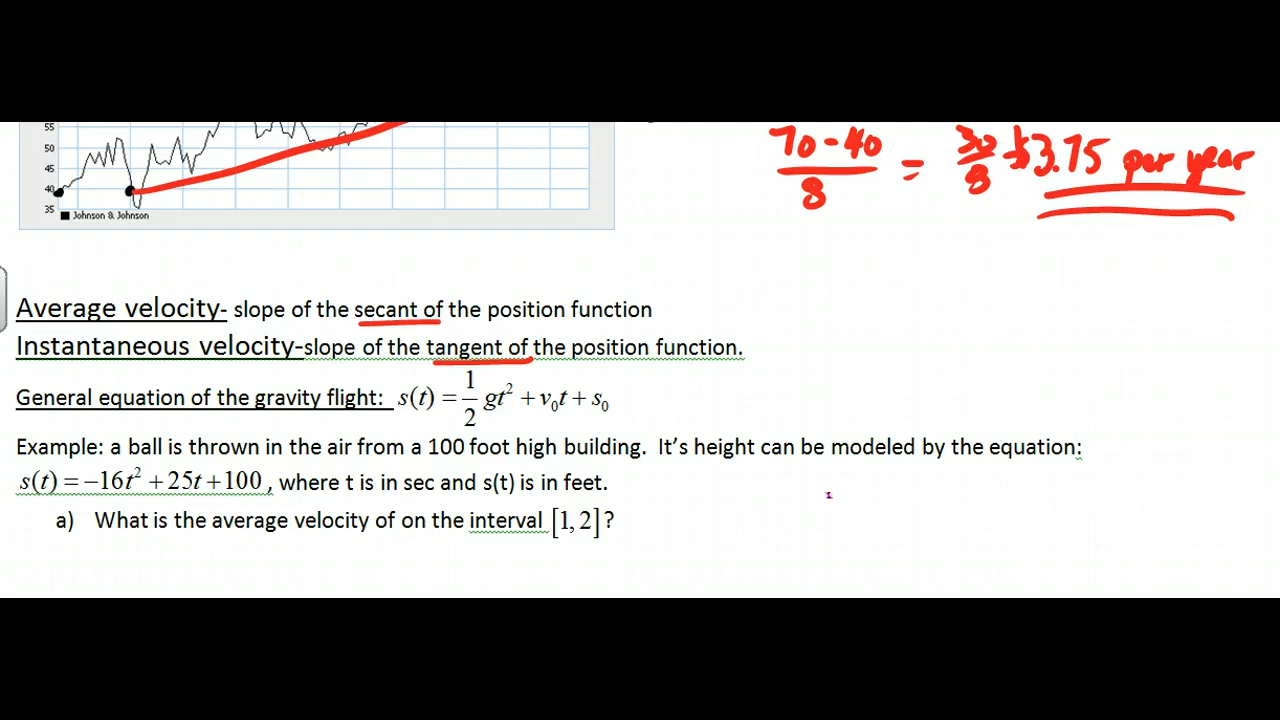 55
50
45
40
35
Johnson & Johnson
70-40
8
=
30
8
$3.75 per year
Average velocity- slope of the secant of the position function
Instantaneous velocity-slope of the tangent of the position function.
General equation of the gravity flight: s(t) = 1/2 gt² + v₀t + s₀
Example: a ball is thrown in the air from a 100 foot high building. It's height can be modeled by the equation:
s(t) = −16t² + 25t + 100, where t is in sec and s(t) is in feet.
a) What is the average velocity of on the interval [1, 2]?